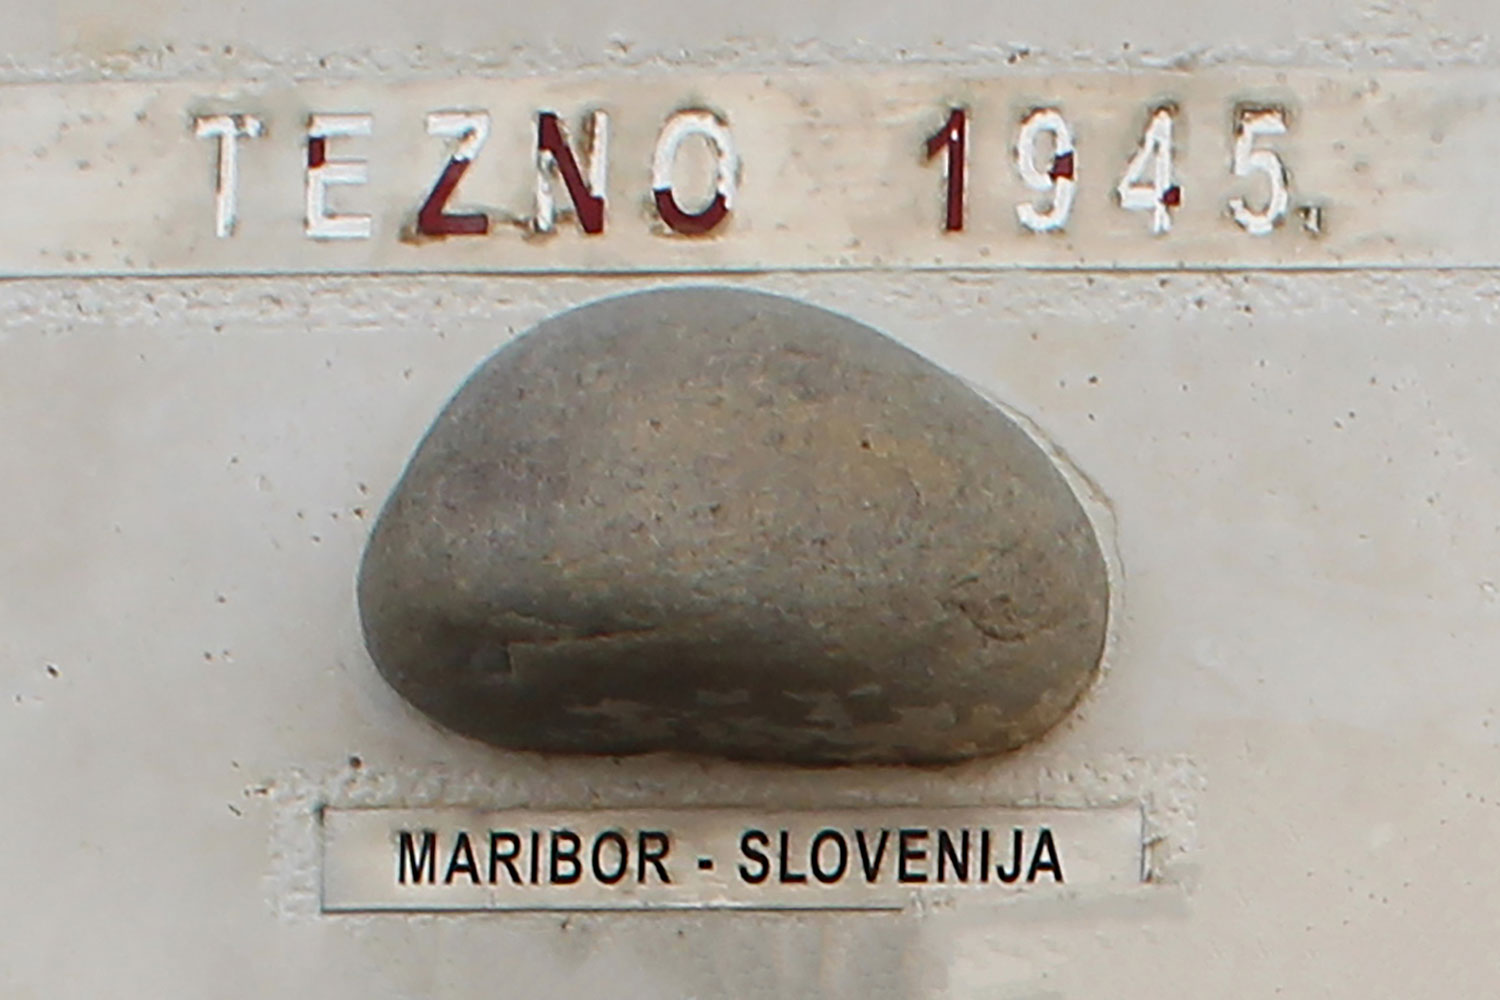 TEZNO 1945.
MARIBOR - SLOVENIJA